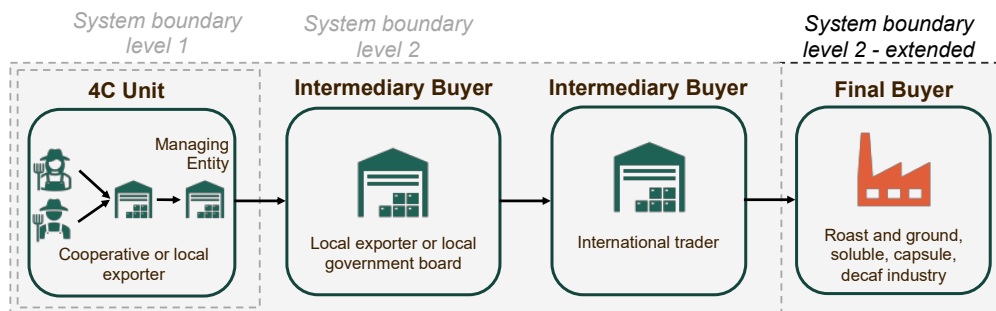 System boundary
level 1
System boundary
level 2
System boundary
level 2 - extended
4C Unit
Intermediary Buyer
Intermediary Buyer
Final Buyer
Managing
Entity
Cooperative or local
exporter
Local exporter or local
government board
International trader
Roast and ground,
soluble, capsule,
decaf industry